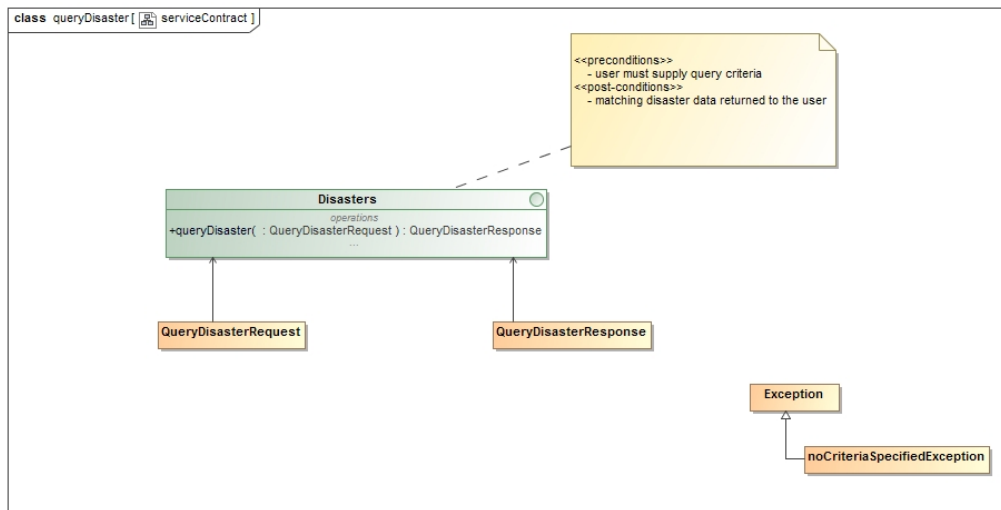 class queryDisaster [ serviceContract ]
<<preconditions>>
- user must supply query criteria
<<post-conditions>>
- matching disaster data returned to the user
Disasters
operations
+queryDisaster( : QueryDisasterRequest ) : QueryDisasterResponse
...
QueryDisasterRequest
QueryDisasterResponse
Exception
noCriteriaSpecifiedException